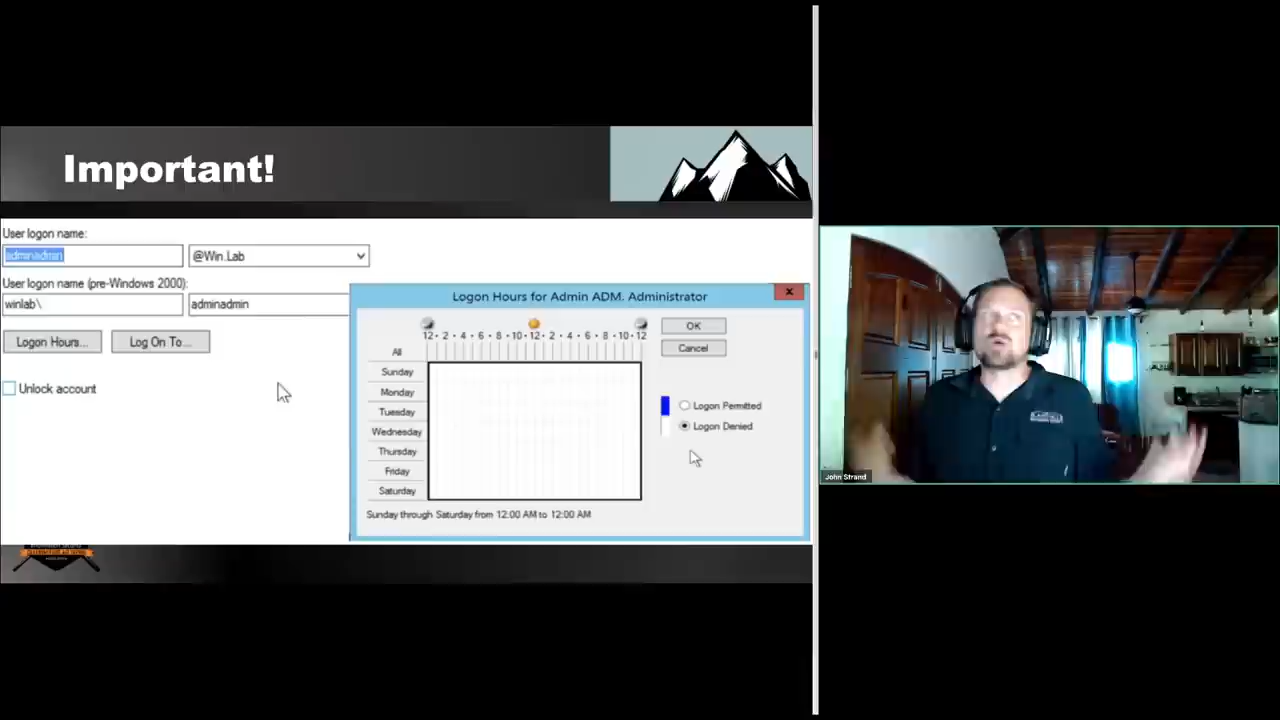 Important!
User logon name:
adminadmin
@Win.Lab
User logon name (pre-Windows 2000):
winlab\
adminadmin
Logon Hours...
Log On To...
Unlock account
Logon Hours for Admin ADM. Administrator
12 • 2 • 4 • 6 • 8 • 10 • 12 • 2 • 4 • 6 • 8 • 10 • 12
OK
Cancel
All
Sunday
Monday
Tuesday
Wednesday
Thursday
Friday
Saturday
Logon Permitted
Logon Denied
Sunday through Saturday from 12:00 AM to 12:00 AM
John Strand